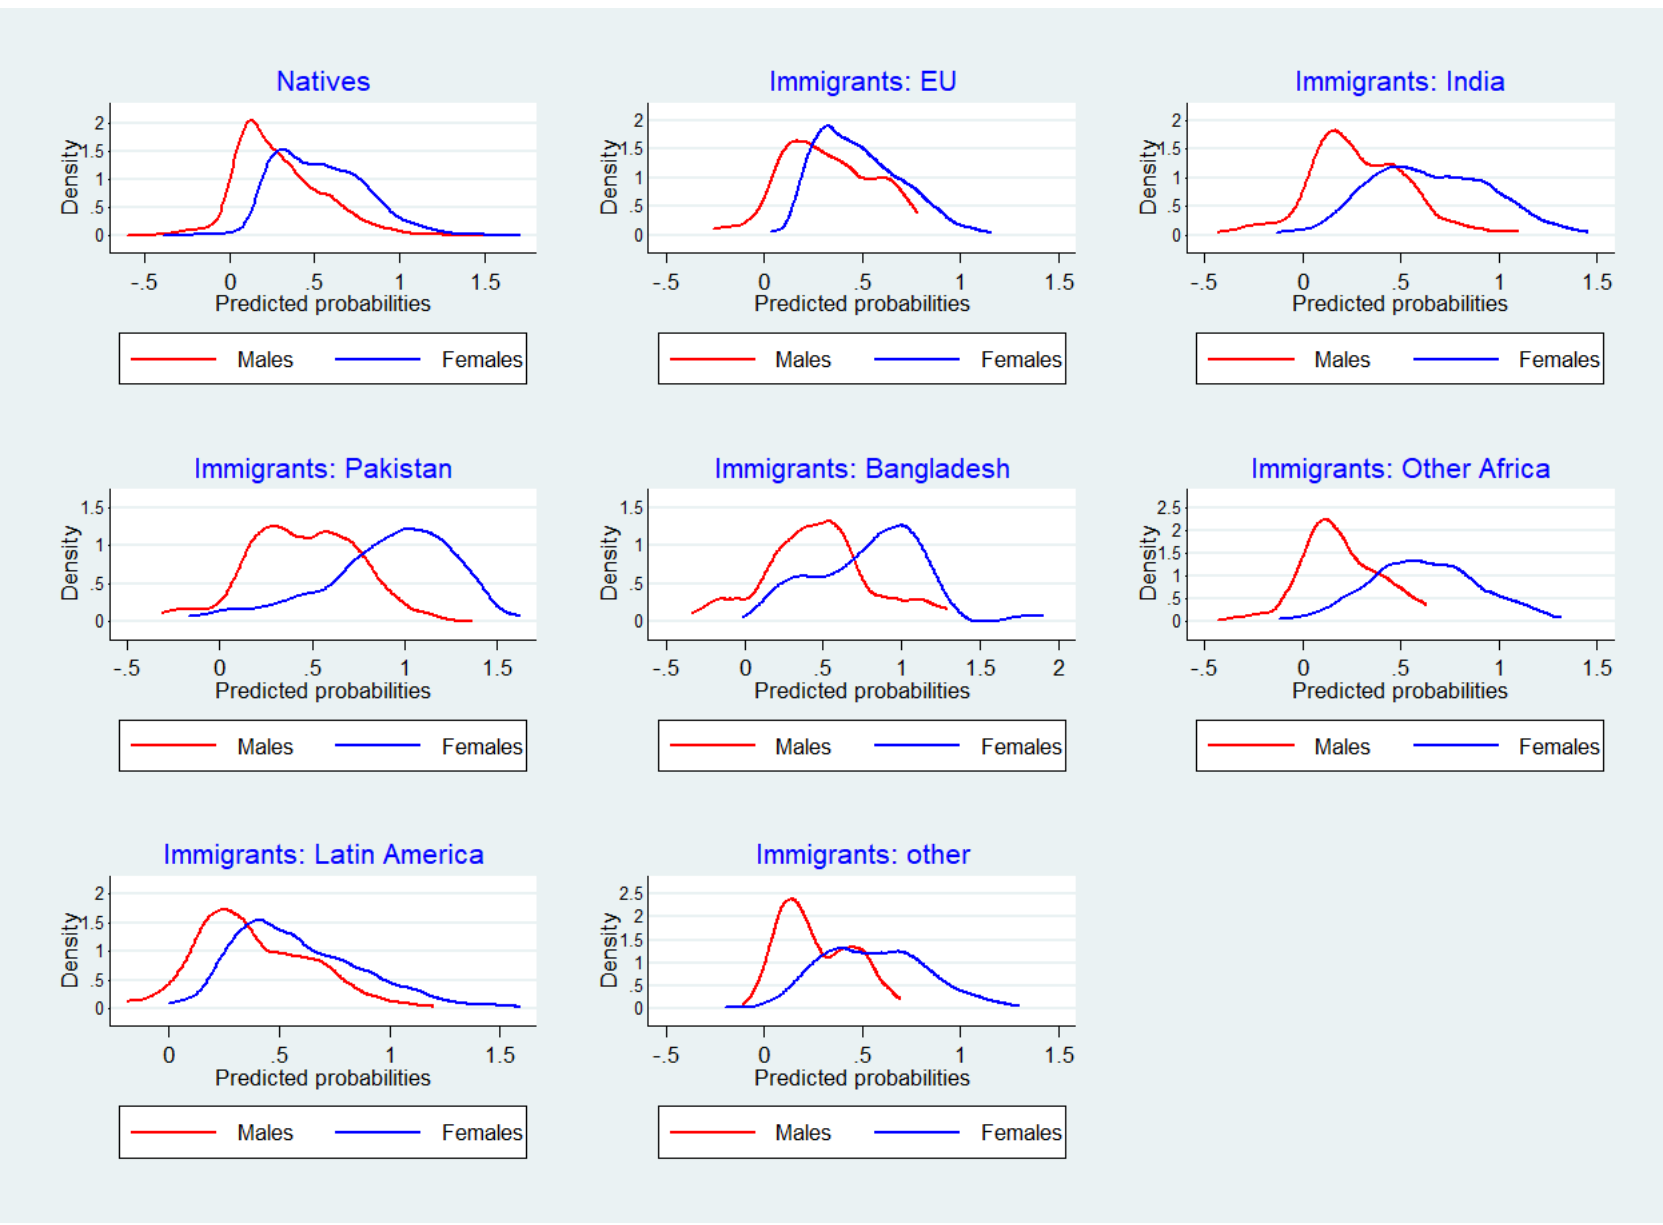 Natives
Density
2
1.5
1
.5
0
-.5 0 .5 1 1.5
Predicted probabilities
Males Females
Immigrants: EU
Density
2
1.5
1
.5
0
-.5 0 .5 1 1.5
Predicted probabilities
Males Females
Immigrants: India
Density
2
1.5
1
.5
0
-.5 0 .5 1 1.5
Predicted probabilities
Males Females
Immigrants: Pakistan
Density
1.5
1
.5
0
-.5 0 .5 1 1.5
Predicted probabilities
Males Females
Immigrants: Bangladesh
Density
1.5
1
.5
0
-.5 0 .5 1 1.5 2
Predicted probabilities
Males Females
Immigrants: Other Africa
Density
2.5
2
1.5
1
.5
0
-.5 0 .5 1 1.5
Predicted probabilities
Males Females
Immigrants: Latin America
Density
2
1.5
1
.5
0
0 .5 1 1.5
Predicted probabilities
Males Females
Immigrants: other
Density
2.5
2
1.5
1
.5
0
-.5 0 .5 1 1.5
Predicted probabilities
Males Females